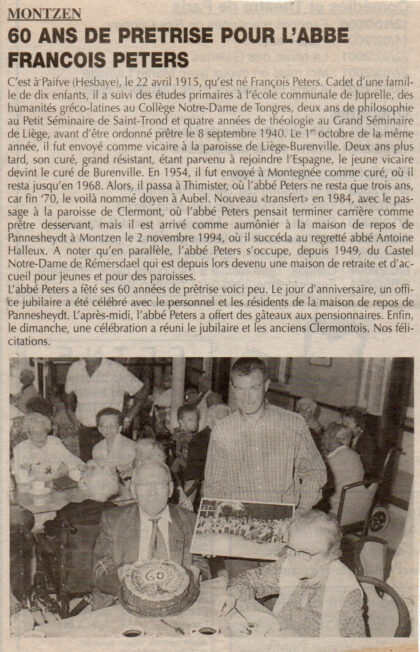 MONTZEN
60 ANS DE PRETRISE POUR L'ABBE
FRANCOIS PETERS
C'est à Paifve (Hesbaye), le 22 avril 1915, qu'est né François Peters. Cadet d'une famil-
le de dix enfants, il a suivi des études primaires à l'école communale de Juprelle, des
humanités gréco-latines au Collège Notre-Dame de Tongres, deux ans de philosophie
au Petit Séminaire de Saint-Trond et quatre années de théologie au Grand Séminaire
de Liège, avant d'être ordonné prêtre le 8 septembre 1940. Le 1er octobre de la même
année, il fut envoyé comme vicaire à la paroisse de Liège-Burenville. Deux ans plus
tard, son curé, grand résistant, étant parvenu à rejoindre l'Espagne, le jeune vicaire
devint le curé de Burenville. En 1954, il fut envoyé à Montegnée comme curé, où il
resta jusqu'en 1968. Alors, il passa à Thimister, où l'abbé Peters ne resta que trois ans,
car fin '70, le voilà nommé doyen à Aubel. Nouveau «transfert» en 1984, avec le pas-
sage à la paroisse de Clermont, où l'abbé Peters pensait terminer carrière comme
prêtre desservant, mais il est arrivé comme aumônier à la maison de repos de
Pannesheydt à Montzen le 2 novembre 1994, où il succéda au regretté abbé Antoine
Halleux. A noter qu'en parallèle, l'abbé Peters s'occupe, depuis 1949, du Castel
Notre-Dame de Rémersdael qui est depuis lors devenu une maison de retraite et d'ac-
cueil pour jeunes et pour des paroisses.
L'abbé Peters a fêté ses 60 années de prêtrise voici peu. Le jour d'anniversaire, un offi-
ce jubilaire a été célébré avec le personnel et les résidents de la maison de repos de
Pannesheydt. L'après-midi, l'abbé Peters a offert des gâteaux aux pensionnaires. Enfin,
le dimanche, une célébration a réuni le jubilaire et les anciens Clermontois. Nos féli-
citations.
60